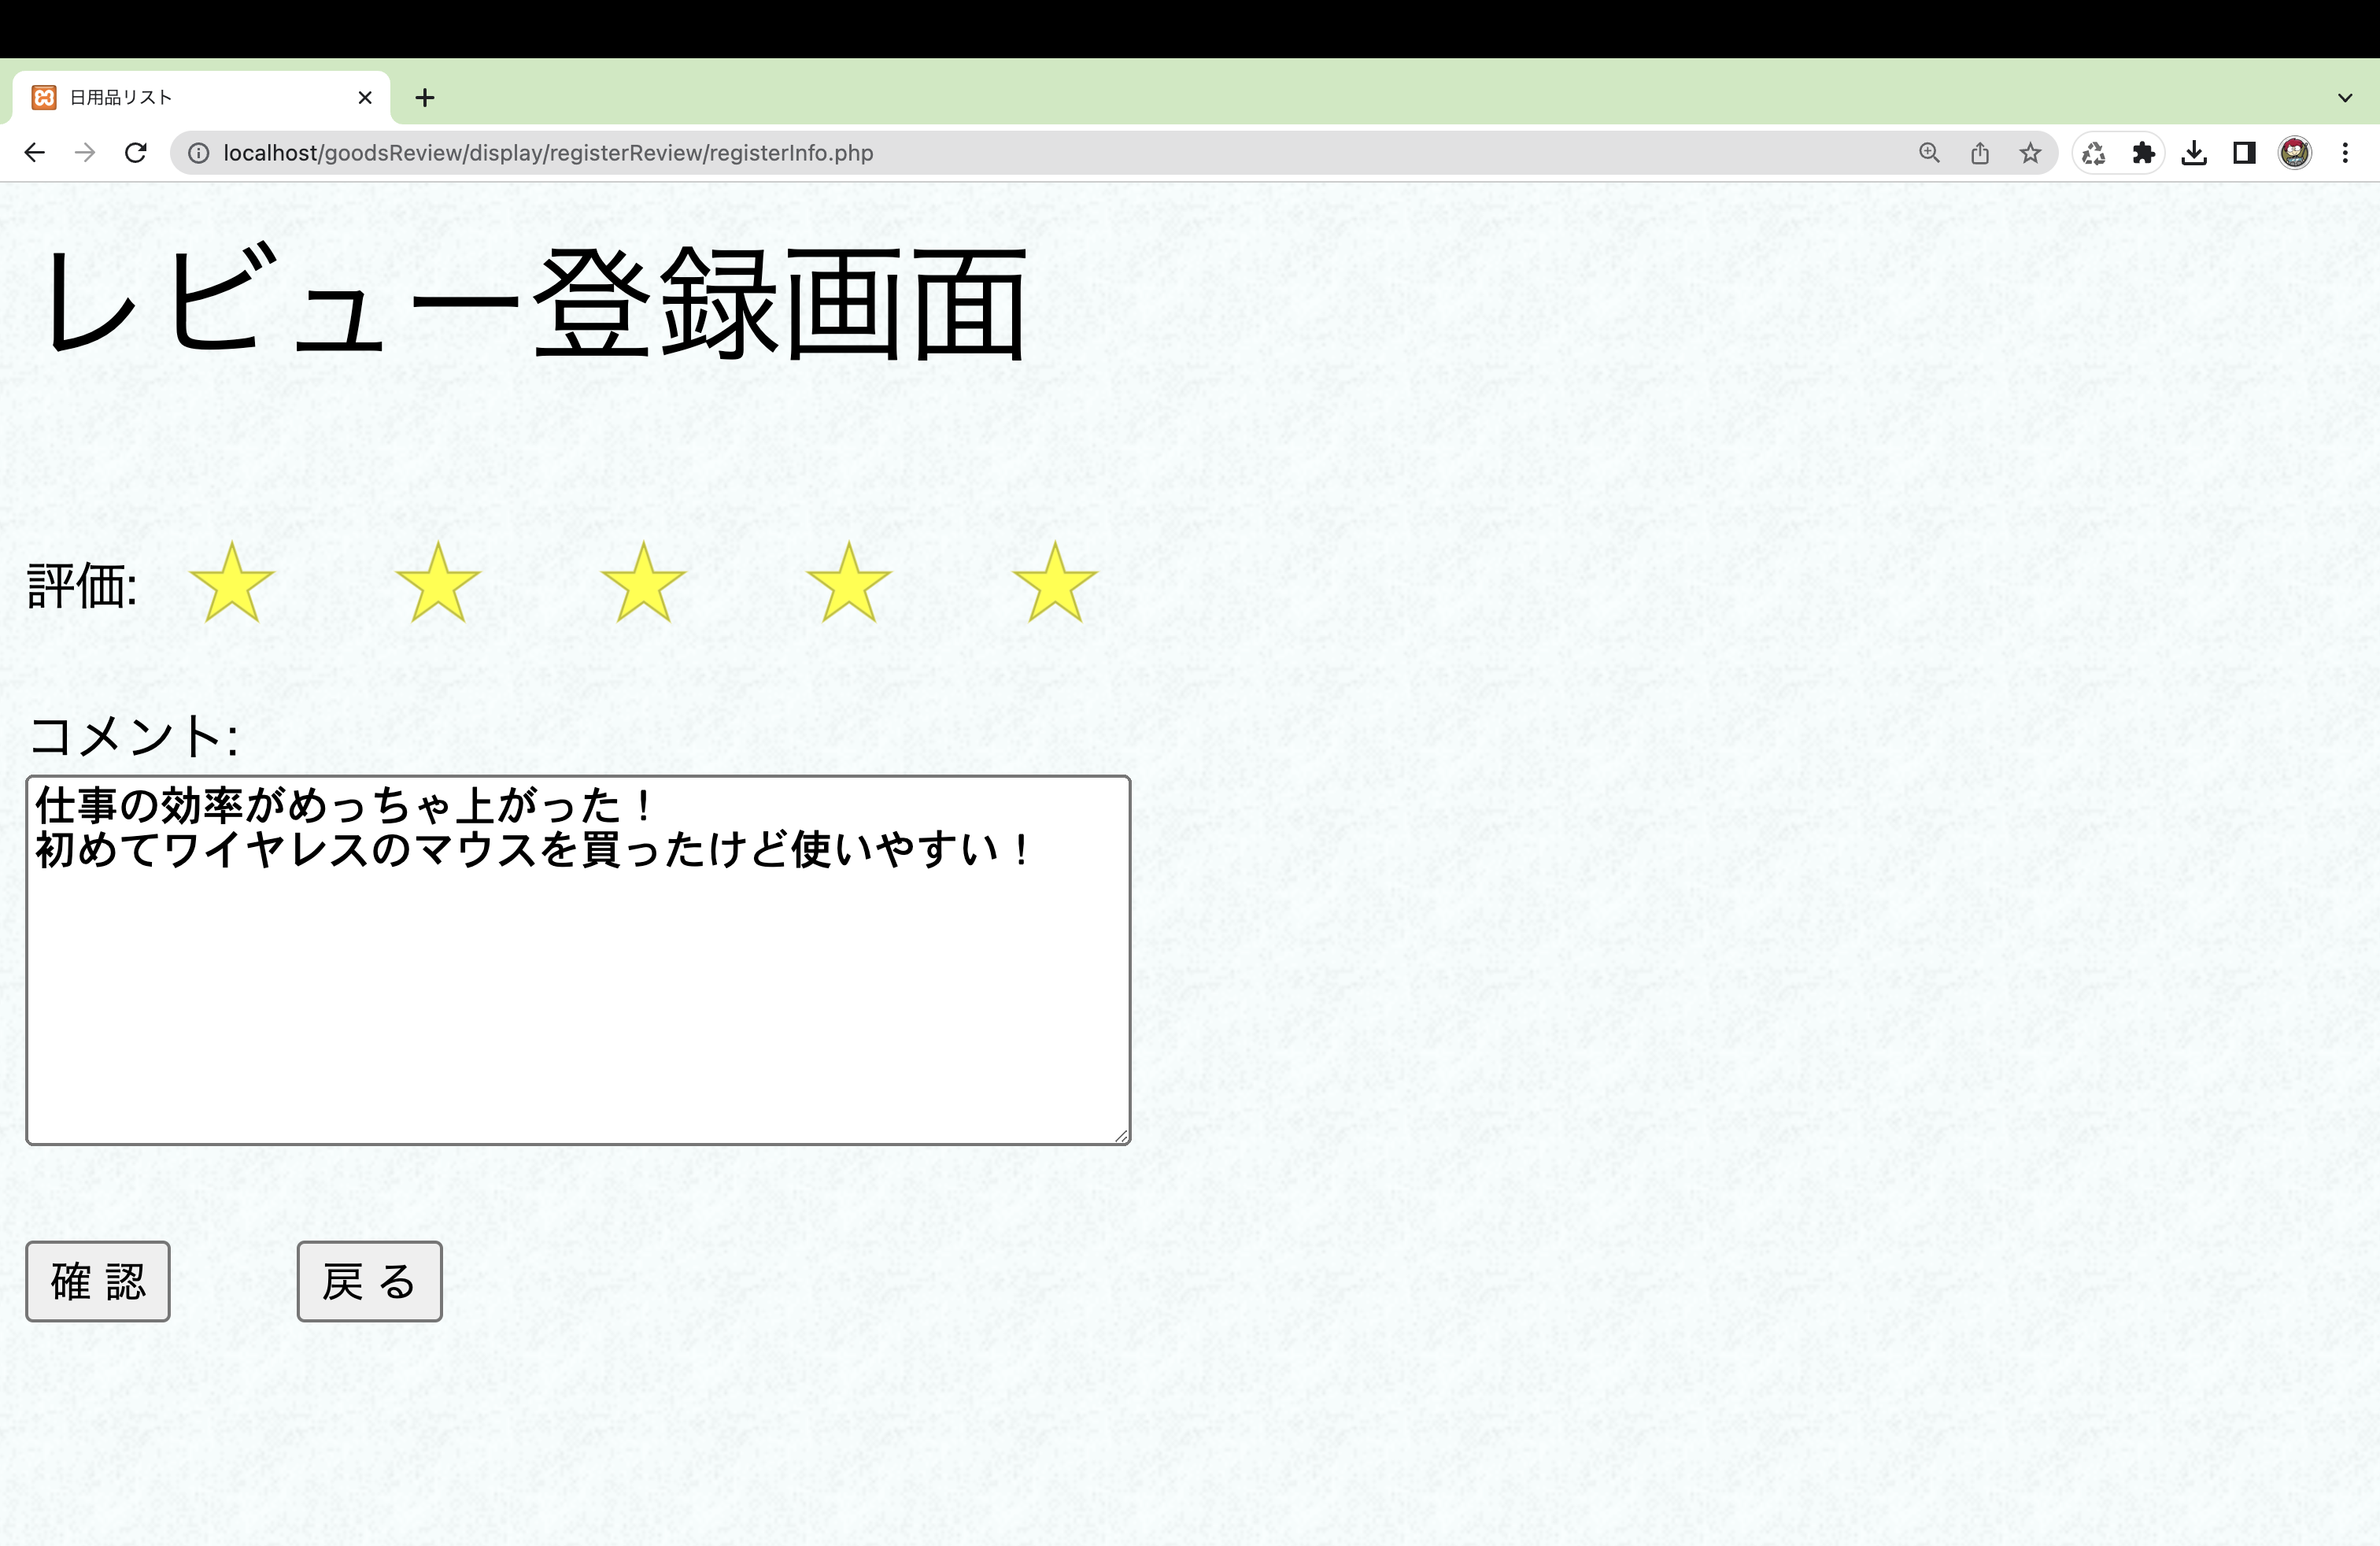 日用品リスト
localhost/goodsReview/display/registerReview/registerInfo.php
レビュー登録画面
評価:
コメント:
仕事の効率がめっちゃ上がった！
初めてワイヤレスのマウスを買ったけど使いやすい！
確 認
戻 る